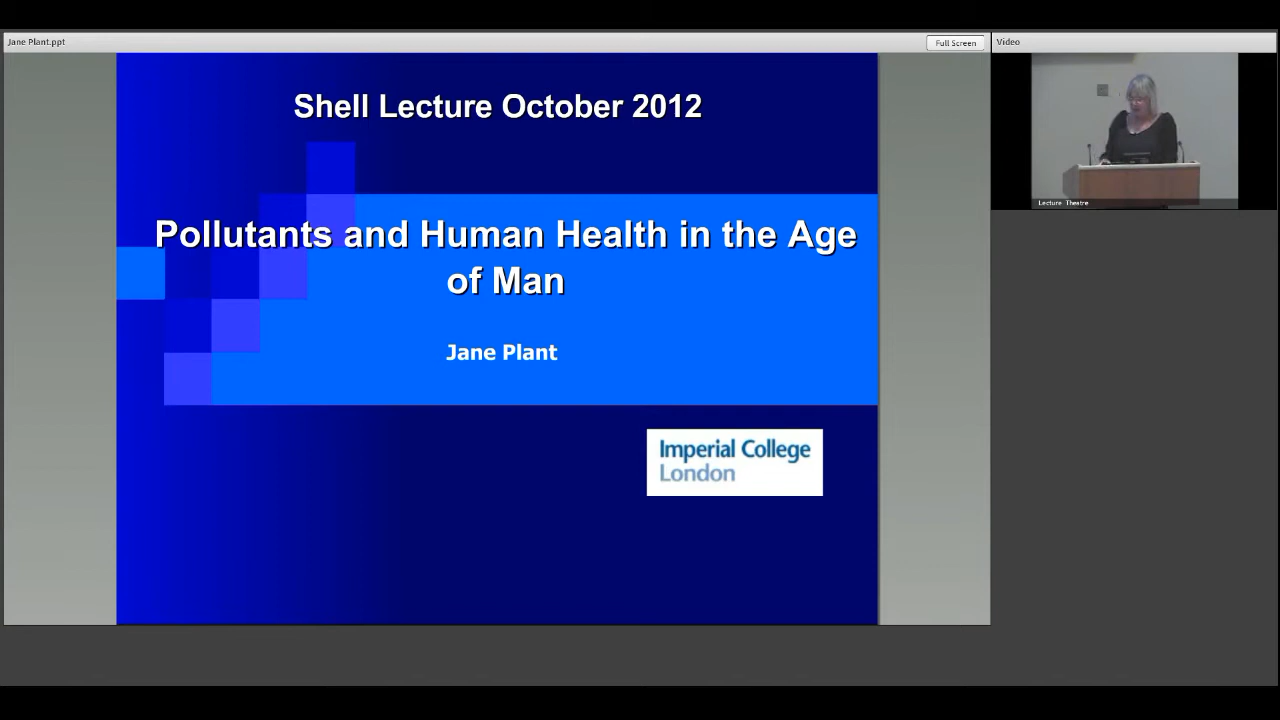 Jane Plant.ppt
Full Screen
Video
Shell Lecture October 2012
Pollutants and Human Health in the Age
of Man
Jane Plant
Imperial College
London
Lecture Theatre